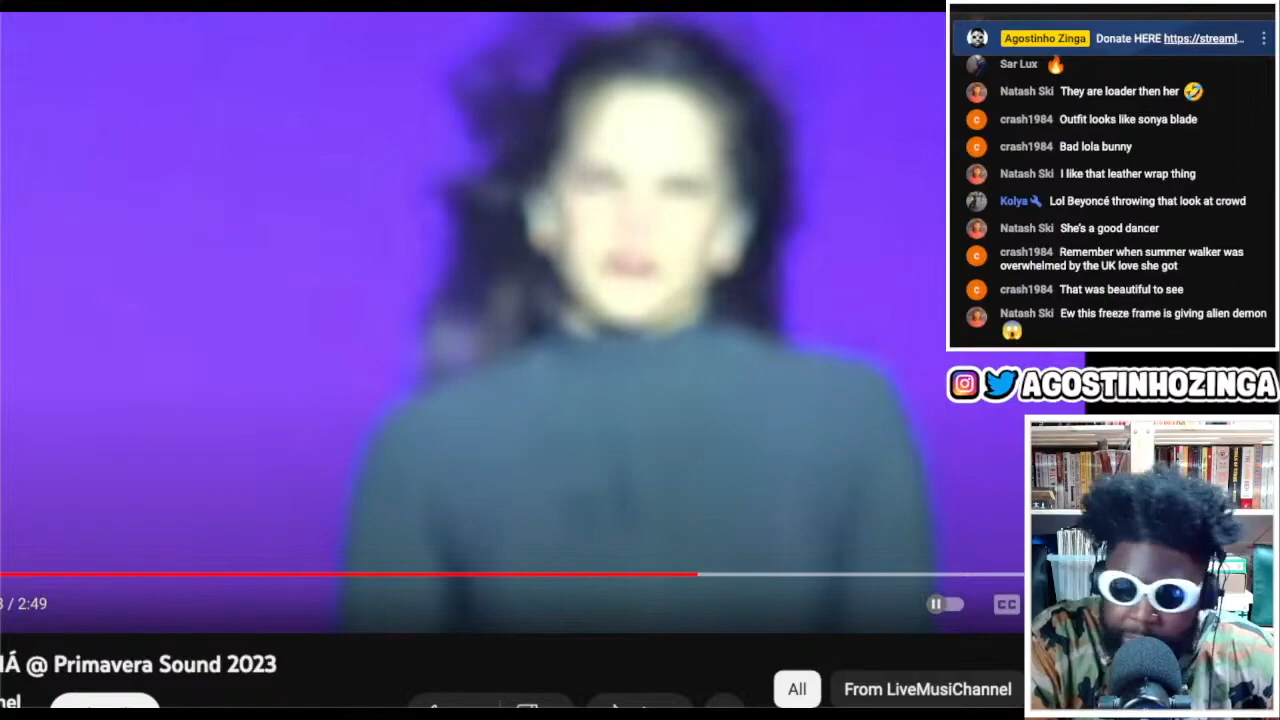 Agostinho Zinga Donate HERE https://streaml...
Sar Lux 🔥
Natash Ski They are loader then her 🤣
crash1984 Outfit looks like sonya blade
crash1984 Bad lola bunny
Natash Ski I like that leather wrap thing
Kolya Lol Beyoncé throwing that look at crowd
Natash Ski She's a good dancer
crash1984 Remember when summer walker was
overwhelmed by the UK love she got
crash1984 That was beautiful to see
Natash Ski Ew this freeze frame is giving alien demon
😱
AGOSTINHOZINGA
/ 2:49
CC
ÍA @ Primavera Sound 2023
nel
All
From LiveMusiChannel